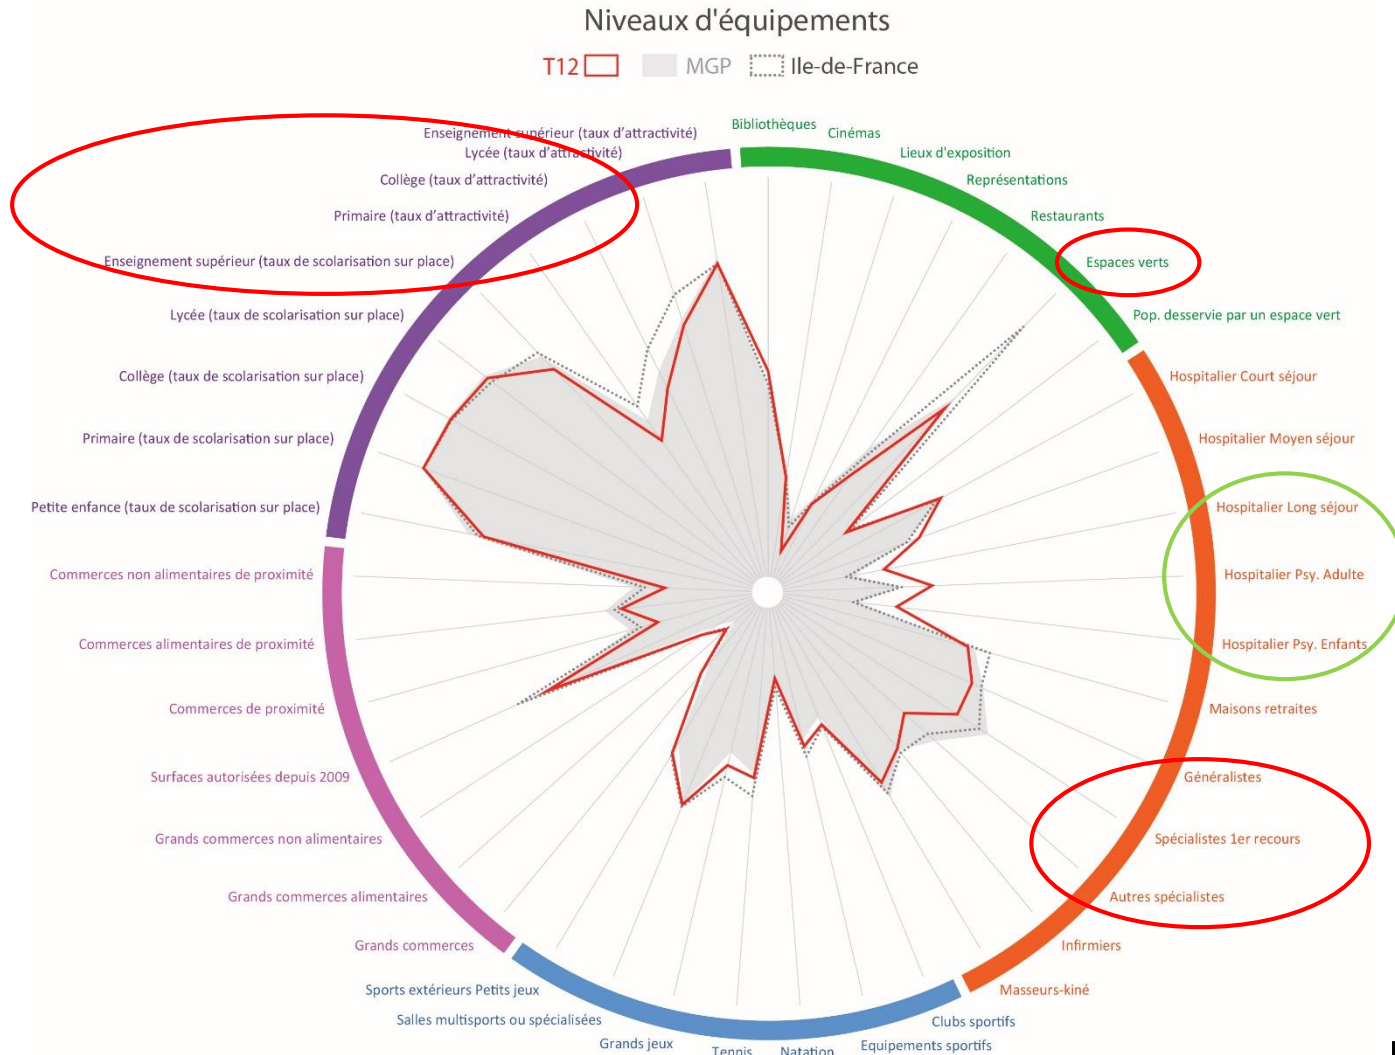 Niveaux d'équipements
T12 MGP Ile-de-France
Bibliothèques
Cinémas
Lieux d'exposition
Représentations
Restaurants
Espaces verts
Pop. desservie par un espace vert
Hospitalier Court séjour
Hospitalier Moyen séjour
Hospitalier Long séjour
Hospitalier Psy. Adulte
Hospitalier Psy. Enfants
Maisons retraites
Généralistes
Spécialistes 1er recours
Autres spécialistes
Infirmiers
Masseurs-kiné
Clubs sportifs
Equipements sportifs
Natation
Tennis
Grands jeux
Salles multisports ou spécialisées
Sports extérieurs Petits jeux
Grands commerces
Grands commerces alimentaires
Grands commerces non alimentaires
Surfaces autorisées depuis 2009
Commerces de proximité
Commerces alimentaires de proximité
Commerces non alimentaires de proximité
Petite enfance (taux de scolarisation sur place)
Primaire (taux de scolarisation sur place)
Collège (taux de scolarisation sur place)
Lycée (taux de scolarisation sur place)
Enseignement supérieur (taux de scolarisation sur place)
Primaire (taux d'attractivité)
Collège (taux d'attractivité)
Lycée (taux d'attractivité)
Enseignement supérieur (taux d'attractivité)